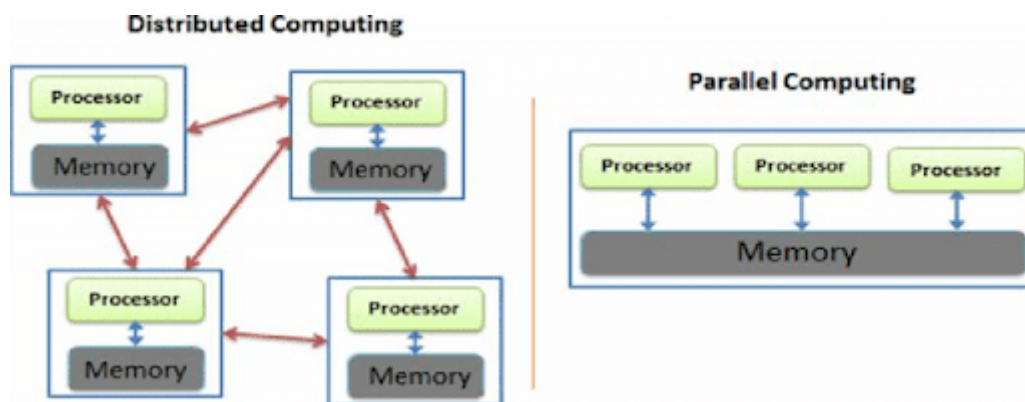 Distributed Computing
Processor
Memory
Processor
Memory
Processor
Memory
Processor
Memory
Parallel Computing
Processor
Processor
Processor
Memory